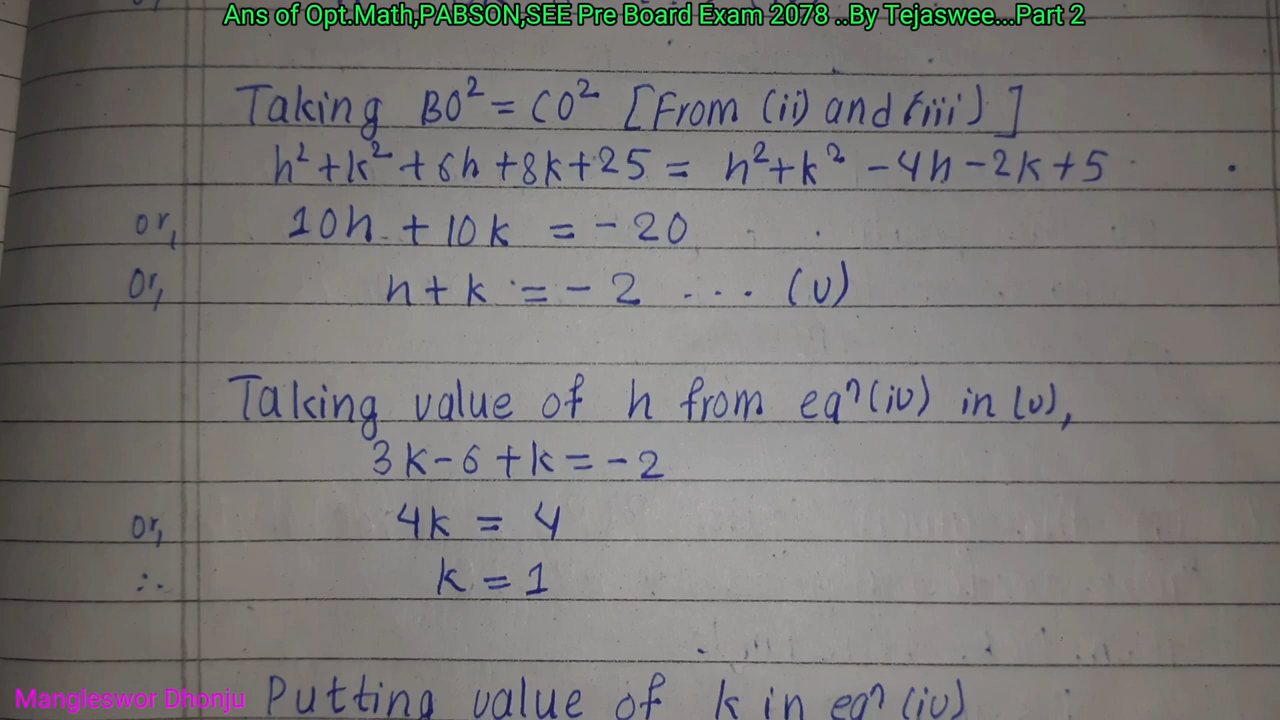 Ans of Opt.Math,PABSON,SEE Pre Board Exam 2078 ..By Tejaswee...Part 2
Taking BO² = CO² [From (ii) and (iii)]
h² + k² + 6h + 8k + 25 = h² + k² - 4h - 2k + 5
or, 10h + 10k = - 20
or, h + k = - 2 ... (v)
Taking value of h from eqⁿ (iv) in (v),
3k - 6 + k = - 2
or, 4k = 4
∴ k = 1
Putting value of k in eqⁿ (iv)
Mangleswor Dhonju